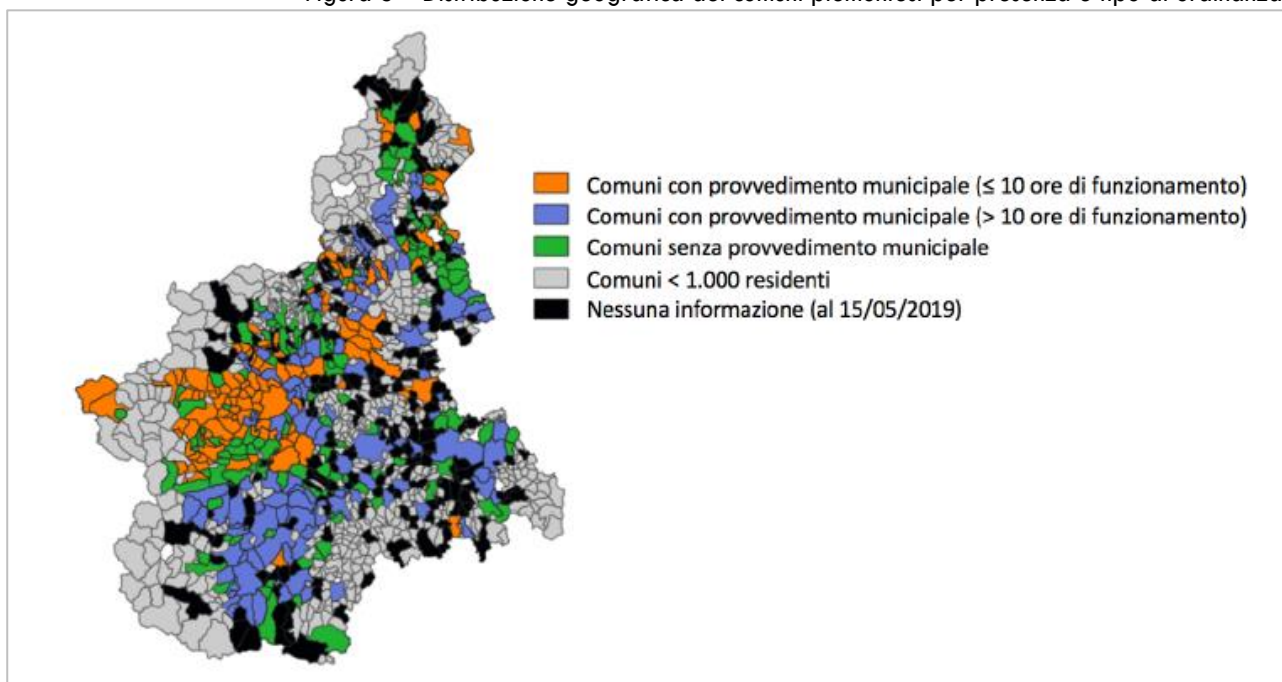 Comuni con provvedimento municipale (≤ 10 ore di funzionamento)
Comuni con provvedimento municipale (> 10 ore di funzionamento)
Comuni senza provvedimento municipale
Comuni < 1.000 residenti
Nessuna informazione (al 15/05/2019)